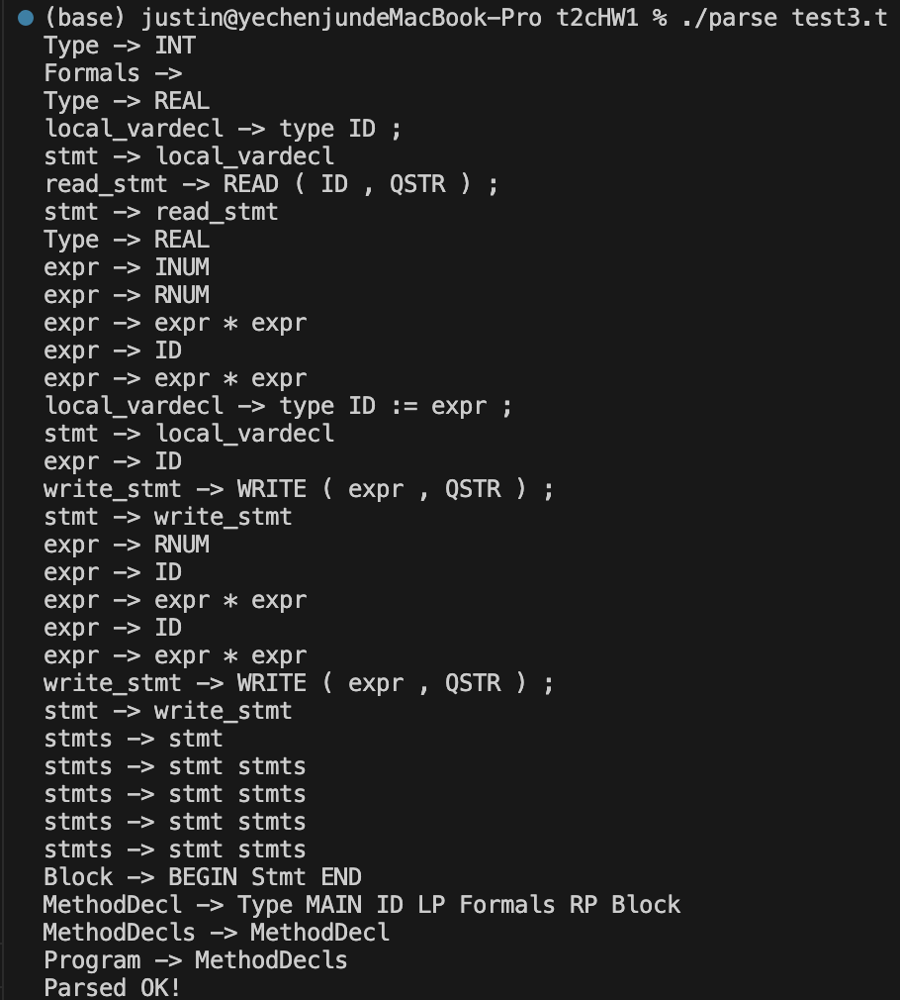 (base) justin@yechenjundeMacBook-Pro t2cHW1 % ./parse test3.t
Type -> INT
Formals ->
Type -> REAL
local_vardecl -> type ID ;
stmt -> local_vardecl
read_stmt -> READ ( ID , QSTR ) ;
stmt -> read_stmt
Type -> REAL
expr -> INUM
expr -> RNUM
expr -> expr * expr
expr -> ID
expr -> expr * expr
local_vardecl -> type ID := expr ;
stmt -> local_vardecl
expr -> ID
write_stmt -> WRITE ( expr , QSTR ) ;
stmt -> write_stmt
expr -> RNUM
expr -> ID
expr -> expr * expr
expr -> ID
expr -> expr * expr
write_stmt -> WRITE ( expr , QSTR ) ;
stmt -> write_stmt
stmts -> stmt
stmts -> stmt stmts
stmts -> stmt stmts
stmts -> stmt stmts
stmts -> stmt stmts
Block -> BEGIN Stmt END
MethodDecl -> Type MAIN ID LP Formals RP Block
MethodDecls -> MethodDecl
Program -> MethodDecls
Parsed OK!